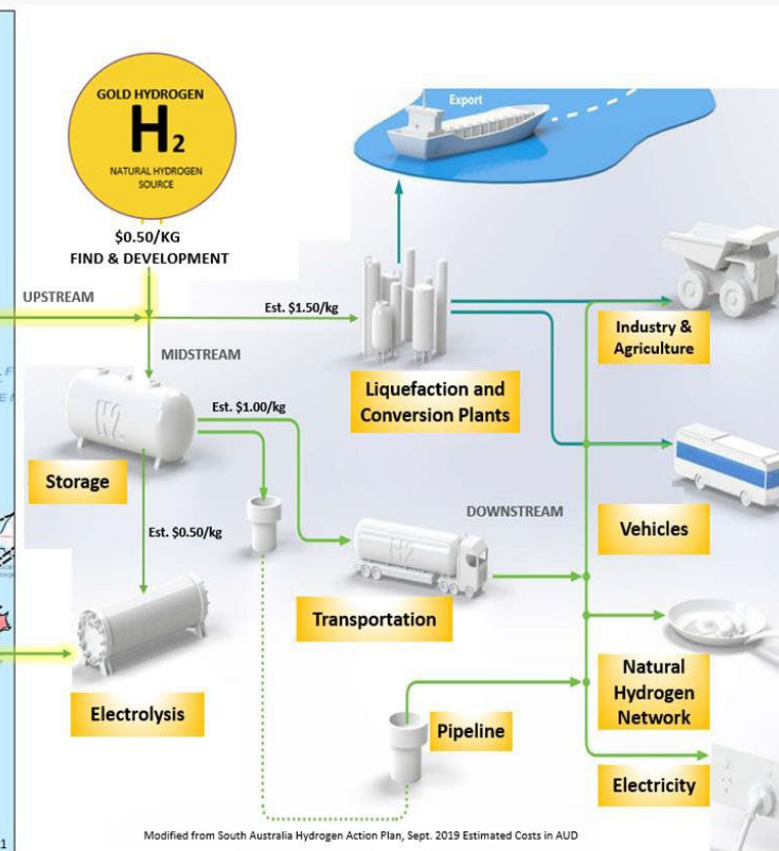 GOLD HYDROGEN
H2
NATURAL HYDROGEN
SOURCE
$0.50/KG
FIND & DEVELOPMENT
Export
UPSTREAM
Est. $1.50/kg
MIDSTREAM
Industry &
Agriculture
Liquefaction and
Conversion Plants
H2
Est. $1.00/kg
Storage
DOWNSTREAM
Vehicles
Est. $0.50/kg
H2
Transportation
Electrolysis
Natural
Hydrogen
Network
Pipeline
Electricity
Modified from South Australia Hydrogen Action Plan, Sept. 2019 Estimated Costs in AUD